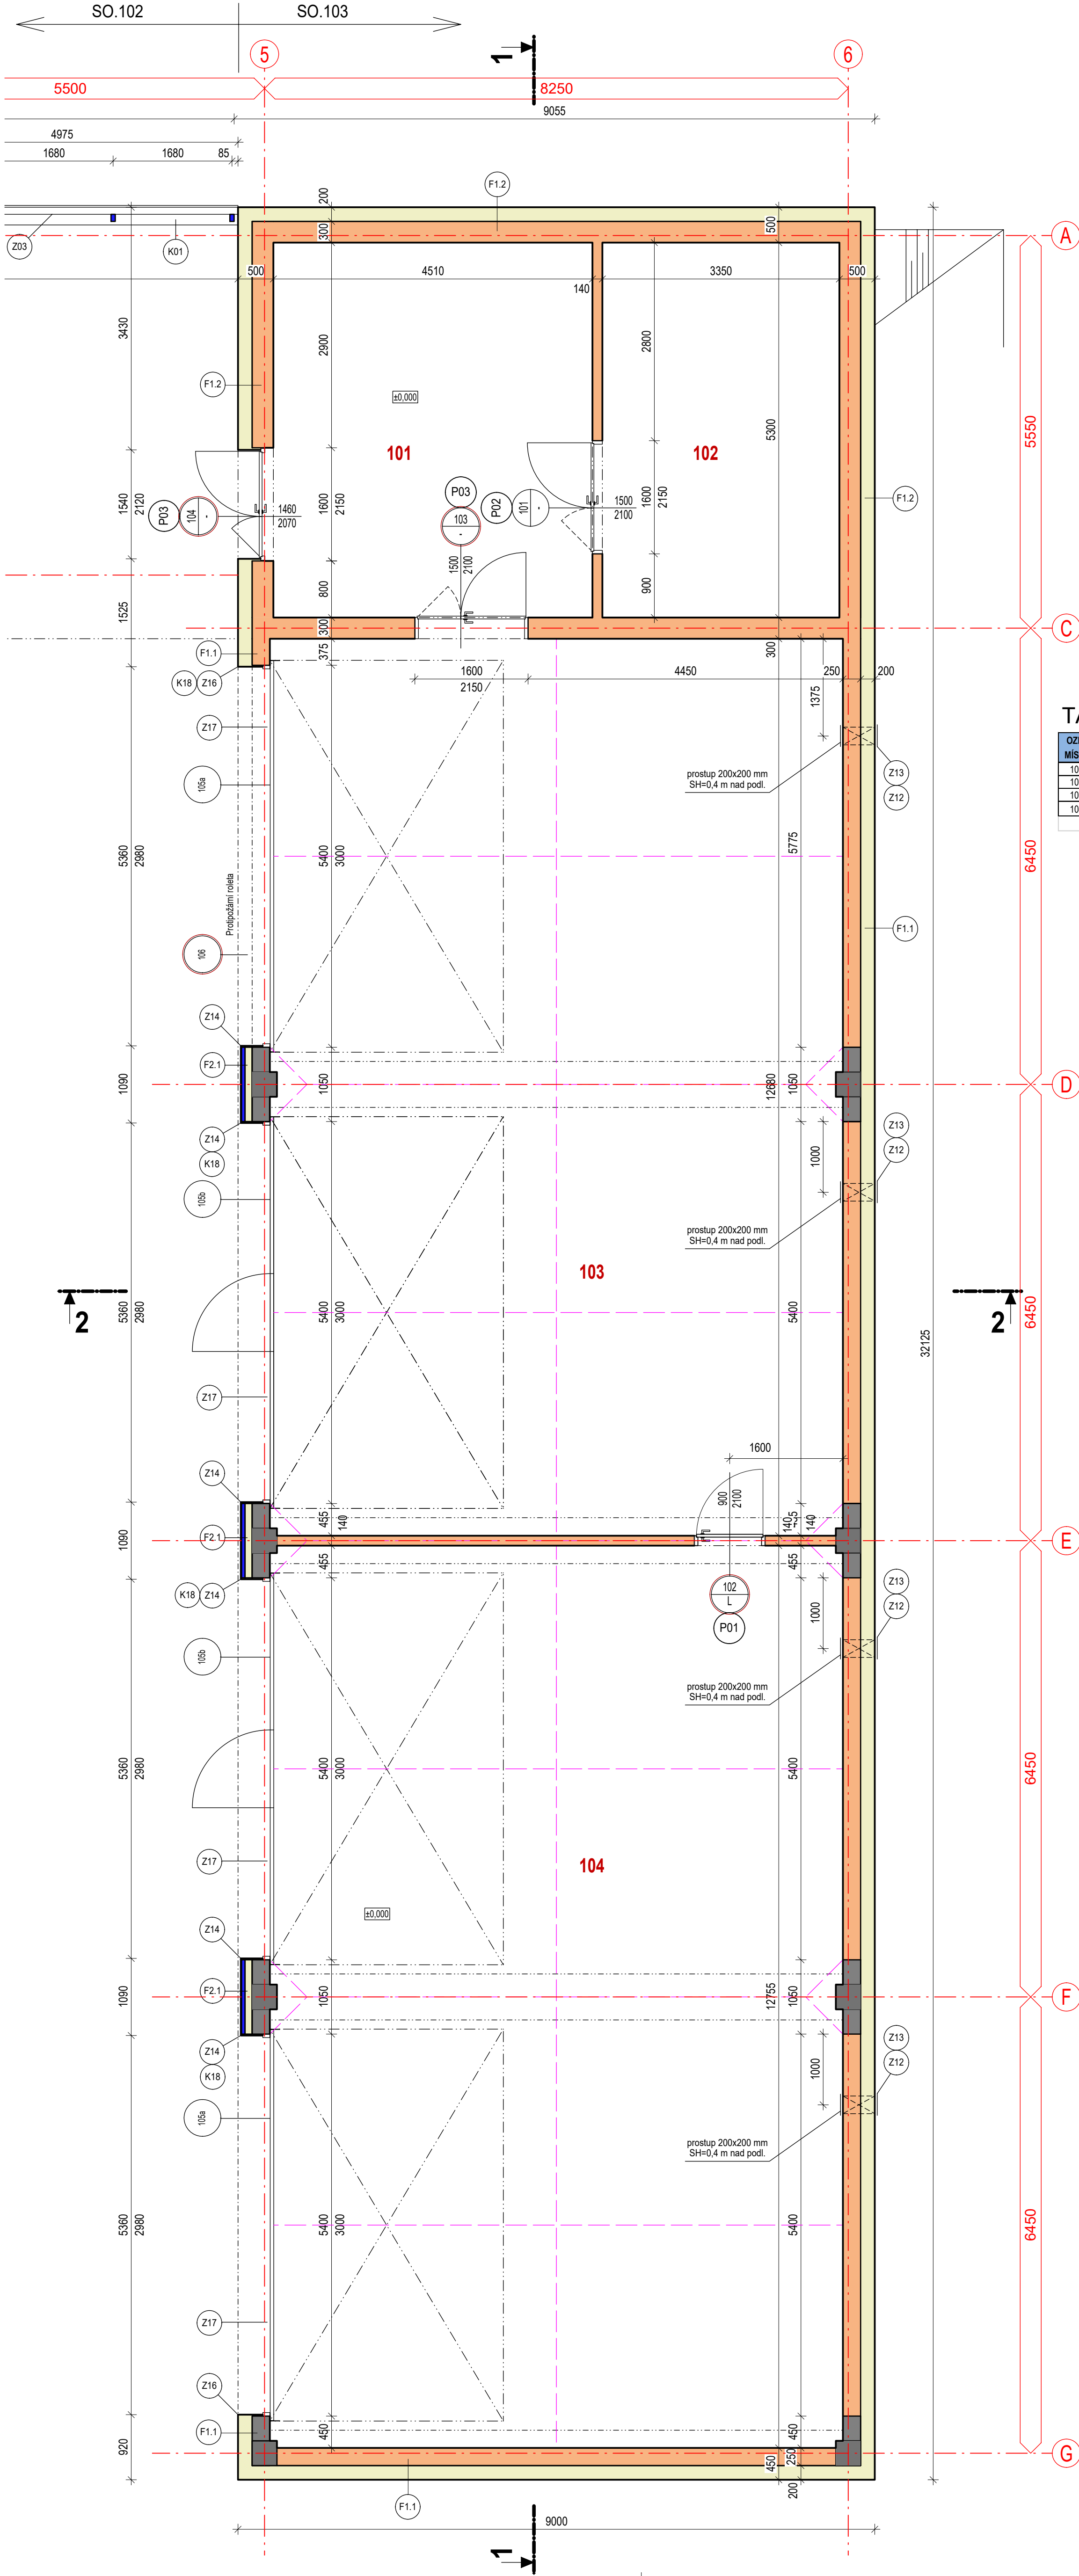 SO.102
SO.103
5
1
6
5500
8250
9055
4975
1680
1680
85
F1.2
200
300
500
Z03
K01
A
500
4510
140
3350
500
3430
2900
2800
F1.2
±0,000
101
102
5300
5550
F1.2
1540
2120
P03
104
-
1460
2070
1600
2150
P03
103
-
P02
101
-
1500
2100
1600
2150
1500
2100
1525
800
900
300
375
300
C
F1.1
K18
Z16
1600
2150
4450
250
200
1375
Z17
105a
prostup 200x200 mm
SH=0,4 m nad podl.
Z13
Z12
TA
OZ
MÍS
10
10
10
10
5360
2980
5400
3000
5775
6450
Protipožární roleta
106
F1.1
Z14
F2.1
1090
1050
12680
1050
D
Z14
K18
1000
Z13
Z12
105b
prostup 200x200 mm
SH=0,4 m nad podl.
103
2
5360
2980
5400
3000
5400
2
6450
32125
Z17
1600
Z14
900
2100
455
140
F2.1
1090
455
140
455
140
E
455
K18
Z14
102
L
P01
1000
Z13
Z12
105b
prostup 200x200 mm
SH=0,4 m nad podl.
5360
2980
5400
3000
5400
6450
Z17
104
±0,000
Z14
F2.1
1090
1050
12755
1050
F
Z14
K18
1000
Z13
Z12
105a
prostup 200x200 mm
SH=0,4 m nad podl.
5360
2980
5400
3000
5400
6450
Z17
Z16
F1.1
920
450
450
450
250
200
G
F1.1
9000
1